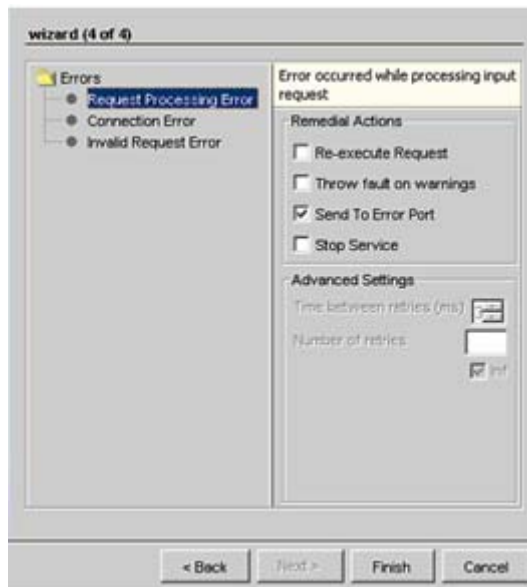 wizard (4 of 4)
Errors
Request Processing Error
Connection Error
Invalid Request Error
Error occurred while processing input
request
Remedial Actions
Re-execute Request
Throw fault on warnings
Send To Error Port
Stop Service
Advanced Settings
Time between retries (ms)
Number of retries
Inf
< Back
Next >
Finish
Cancel